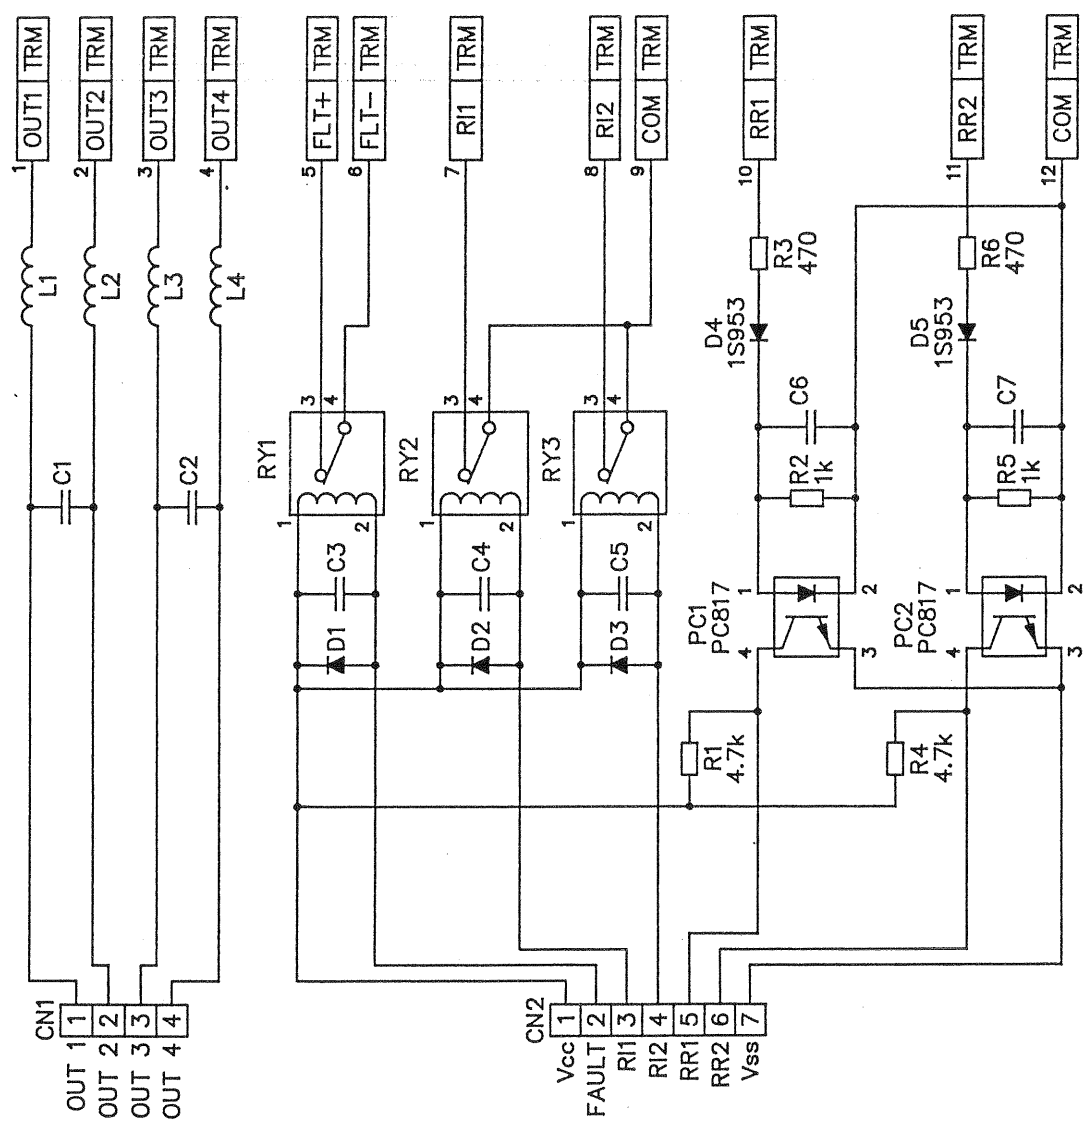 OUT1 TRM
OUT2 TRM
OUT3 TRM
OUT4 TRM
FLT+ TRM
FLT- TRM
RI1 TRM
RI2 TRM
COM TRM
RR1 TRM
RR2 TRM
COM TRM
1
2
3
4
5
6
7
8
9
10
11
12
L1
L2
L3
L4
R3
470
R6
470
D4
1S953
D5
1S953
C1
C2
RY1
3
4
1
2
RY2
3
4
1
2
RY3
3
4
1
2
C6
R2
1k
C7
R5
1k
C3
D1
C4
D2
C5
D3
PC1
PC817
1
2
4
3
PC2
PC817
1
2
4
3
R1
4.7k
R4
4.7k
CN1
1
2
3
4
OUT 1
OUT 2
OUT 3
OUT 4
CN2
1
2
3
4
5
6
7
Vcc
FAULT
RI1
RI2
RR1
RR2
Vss